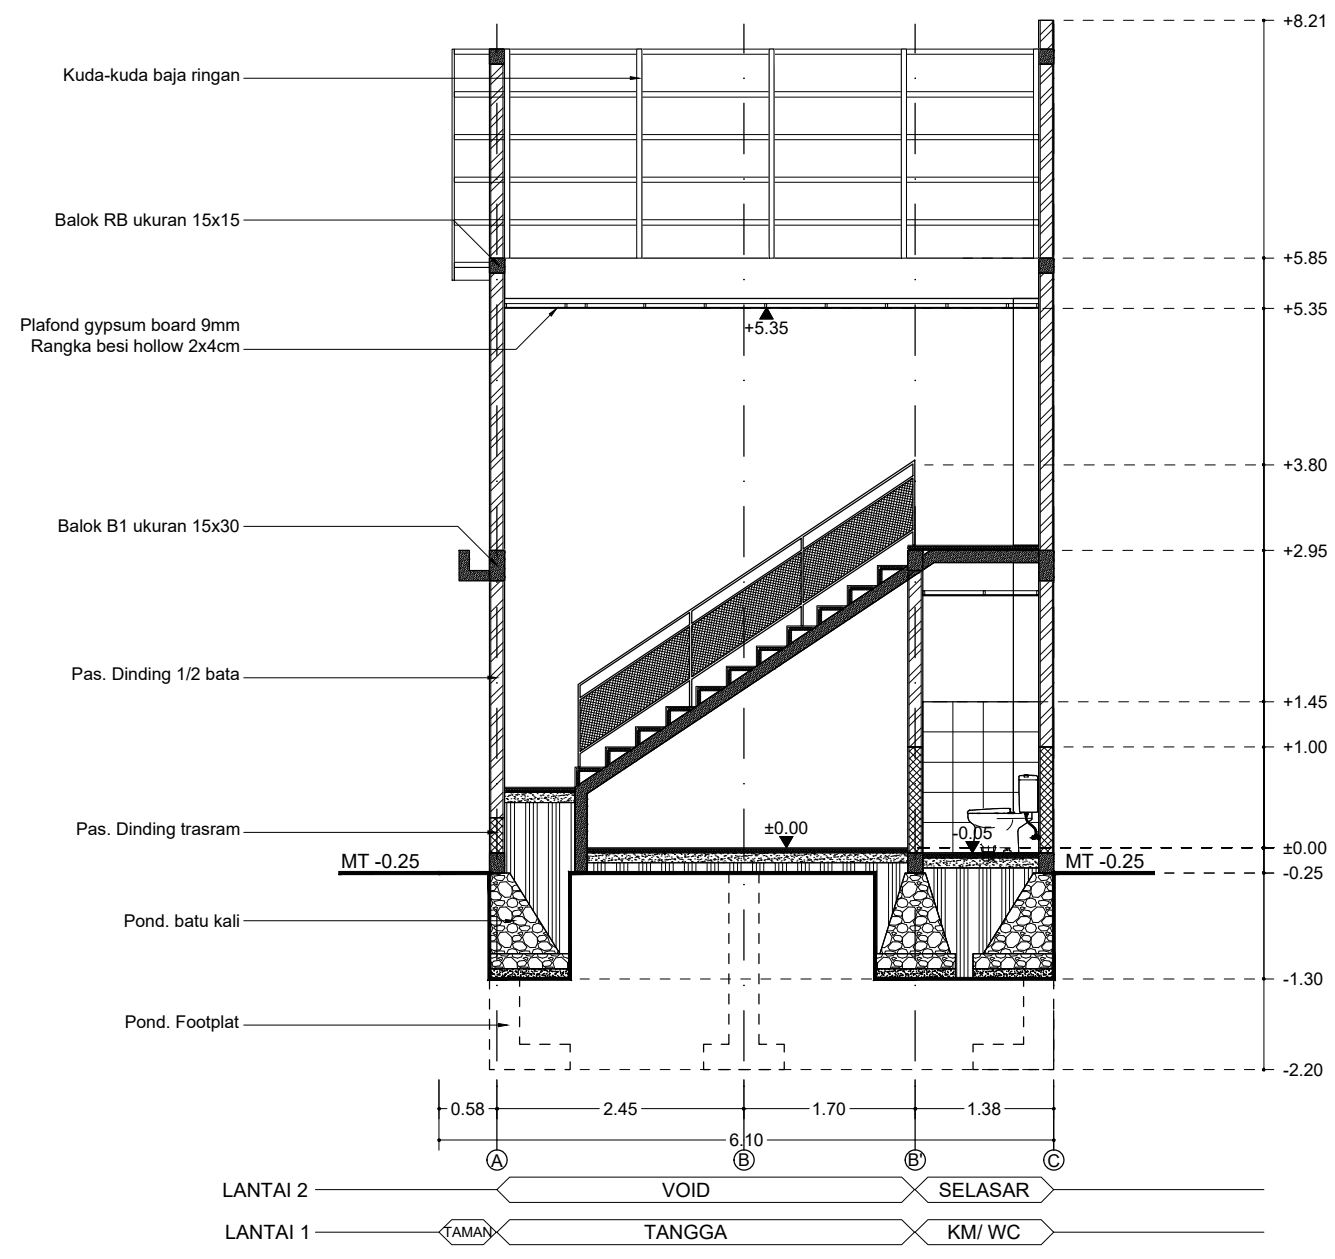 +8.21
Kuda-kuda baja ringan
Balok RB ukuran 15x15
+5.85
+5.35
Plafond gypsum board 9mm
Rangka besi hollow 2x4cm
+5.35
+3.80
Balok B1 ukuran 15x30
+2.95
Pas. Dinding 1/2 bata
+1.45
+1.00
Pas. Dinding trasram
±0.00
-0.05
±0.00
MT -0.25
MT -0.25
-0.25
Pond. batu kali
-1.30
Pond. Footplat
-2.20
0.58
2.45
1.70
1.38
6.10
A
B
B'
C
LANTAI 2
VOID
SELASAR
LANTAI 1
TAMAN
TANGGA
KM/ WC